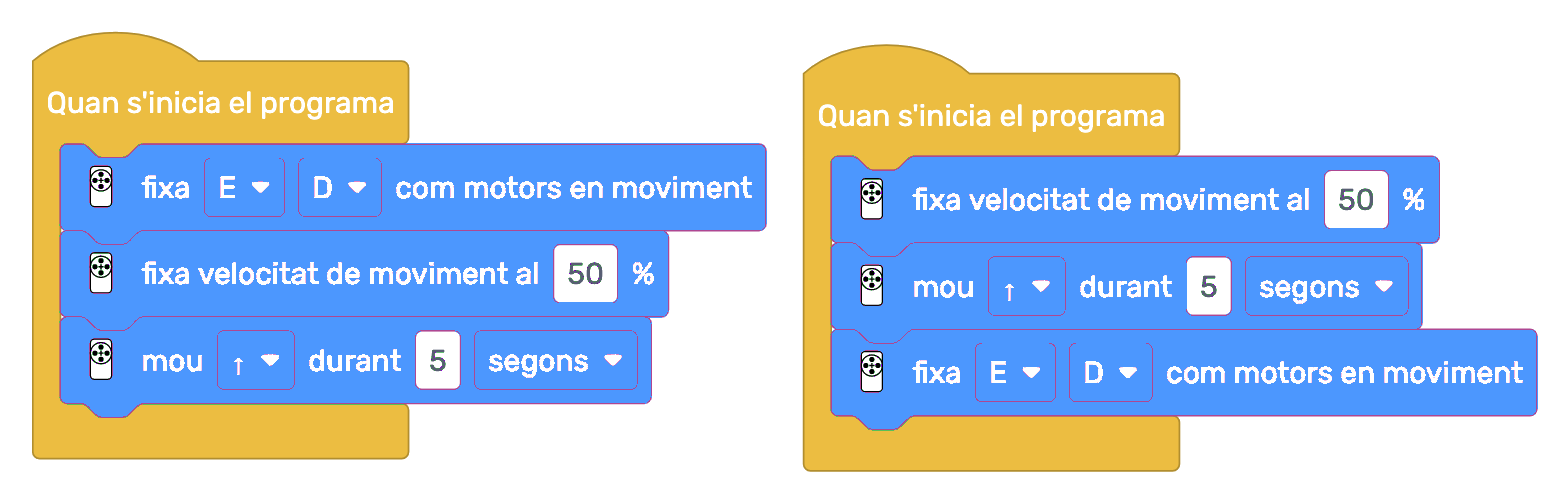 Quan s'inicia el programa
fixa E D com motors en moviment
fixa velocitat de moviment al 50 %
mou ↑ durant 5 segons
Quan s'inicia el programa
fixa velocitat de moviment al 50 %
mou ↑ durant 5 segons
fixa E D com motors en moviment